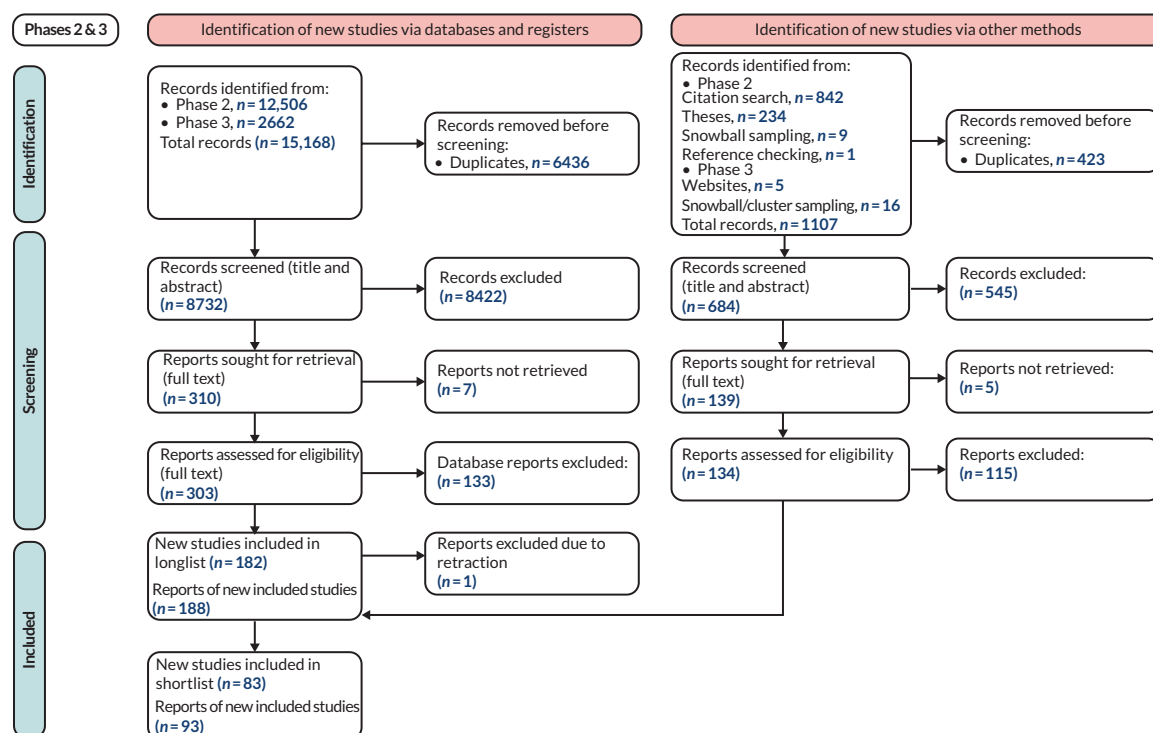 Phases 2 & 3
Identification of new studies via databases and registers
Identification of new studies via other methods
Identification
Records identified from:
• Phase 2, n = 12,506
• Phase 3, n = 2662
Total records (n = 15,168)
Records removed before
screening:
• Duplicates, n = 6436
Records identified from:
• Phase 2
Citation search, n = 842
Theses, n = 234
Snowball sampling, n = 9
Reference checking, n = 1
• Phase 3
Websites, n = 5
Snowball/cluster sampling, n = 16
Total records, n = 1107
Records removed before
screening:
• Duplicates, n = 423
Screening
Records screened (title and
abstract)
(n = 8732)
Records excluded
(n = 8422)
Records screened
(title and abstract)
(n = 684)
Records excluded:
(n = 545)
Reports sought for retrieval
(full text)
(n = 310)
Reports not retrieved
(n = 7)
Reports sought for retrieval
(full text)
(n = 139)
Reports not retrieved:
(n = 5)
Reports assessed for eligibility
(full text)
(n = 303)
Database reports excluded:
(n = 133)
Reports assessed for eligibility
(n = 134)
Reports excluded:
(n = 115)
Included
New studies included in
longlist (n = 182)
Reports of new included studies
(n = 188)
Reports excluded due to
retraction
(n = 1)
New studies included in
shortlist (n = 83)
Reports of new included studies
(n = 93)